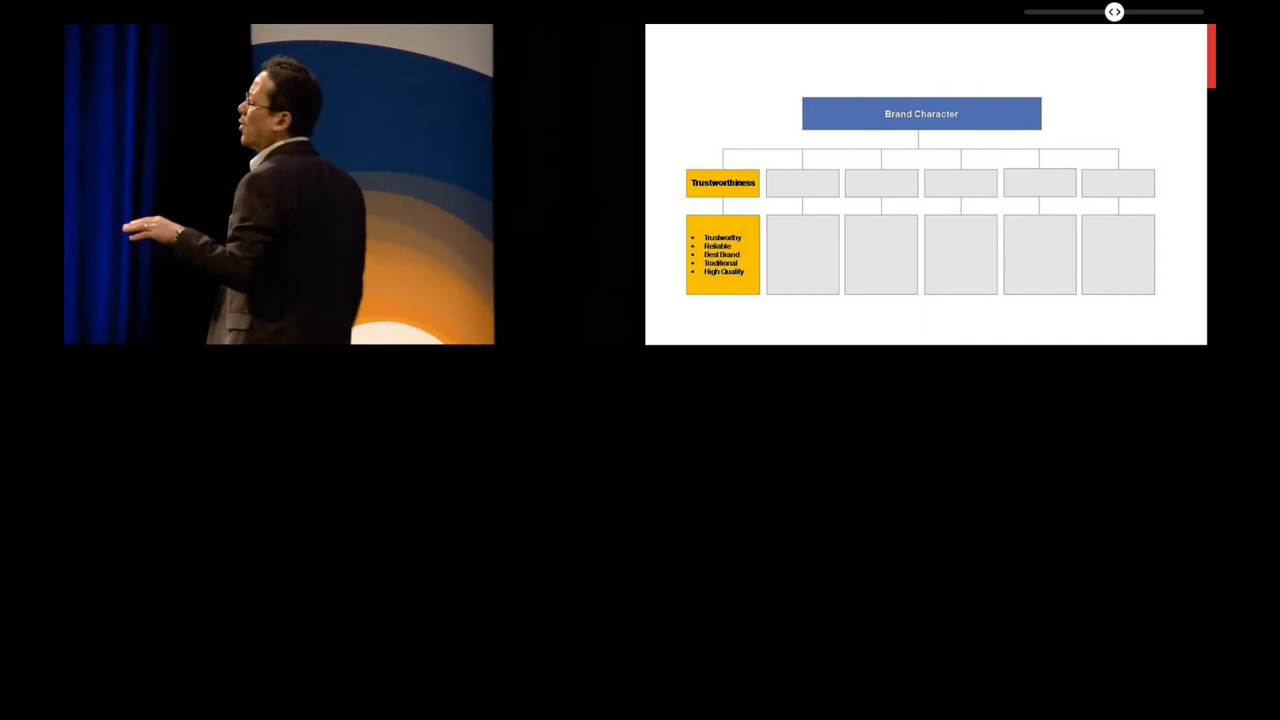 Brand Character
Trustworthiness
▪ Trustworthy
▪ Reliable
▪ Best Brand
▪ Traditional
▪ High Quality